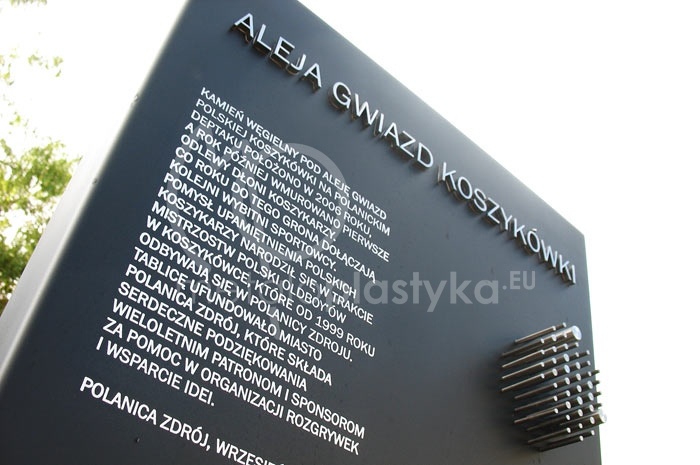 ALEJA GWIAZD KOSZYKÓWKI
KAMIEŃ WĘGIELNY POD ALEJĘ GWIAZD
POLSKIEJ KOSZYKÓWKI NA POLANICKIM
DEPTAKU POŁOŻONO W 2006 ROKU,
A ROK PÓŹNIEJ WMUROWANO PIERWSZE
ODLEWY DŁONI KOSZYKARZY.
CO ROKU DO TEGO GRONA DOŁĄCZAJĄ
KOLEJNI WYBITNI SPORTOWCY.
POMYSŁ UPAMIĘTNIENIA POLSKICH
KOSZYKARZY NARODZIŁ SIĘ W TRAKCIE
MISTRZOSTW POLSKI OLDBOYÓW
W KOSZYKÓWCE, KTÓRE OD 1999 ROKU
ODBYWAJĄ SIĘ W POLANICY ZDROJU.
TABLICE UFUNDOWAŁO MIASTO
POLANICA ZDRÓJ, KTÓRE SKŁADA
SERDECZNE PODZIĘKOWANIA
WIELOLETNIM PATRONOM I SPONSOROM
ZA POMOC W ORGANIZACJI ROZGRYWEK
I WSPARCIE IDEI.
POLANICA ZDRÓJ, WRZESIE
plastyka.EU